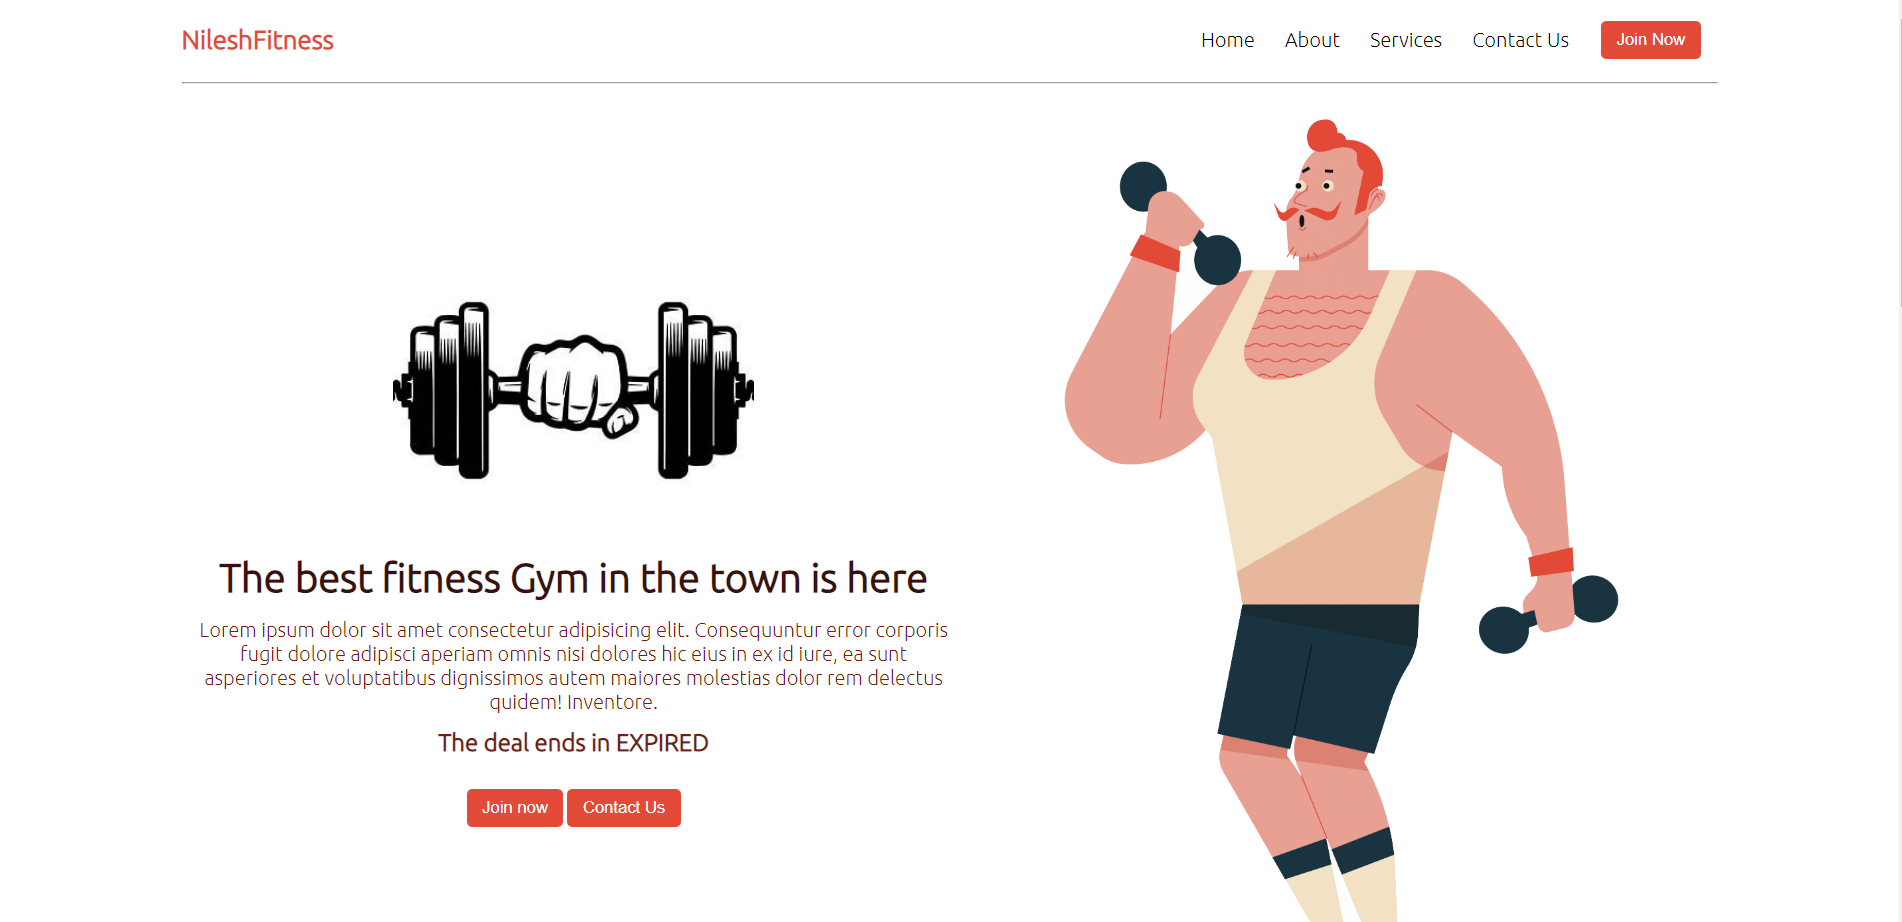 NileshFitness
Home About Services Contact Us Join Now
The best fitness Gym in the town is here
Lorem ipsum dolor sit amet consectetur adipisicing elit. Consequuntur error corporis
fugit dolore adipisci aperiam omnis nisi dolores hic eius in ex id iure, ea sunt
asperiores et voluptatibus dignissimos autem maiores molestias dolor rem delectus
quidem! Inventore.
The deal ends in EXPIRED
Join now Contact Us